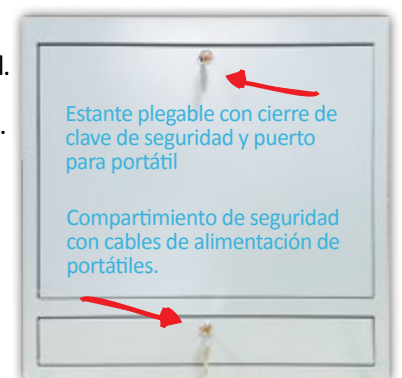 l.
.
Estante plegable con cierre de
clave de seguridad y puerto
para portátil
Compartimiento de seguridad
con cables de alimentación de
portátiles.